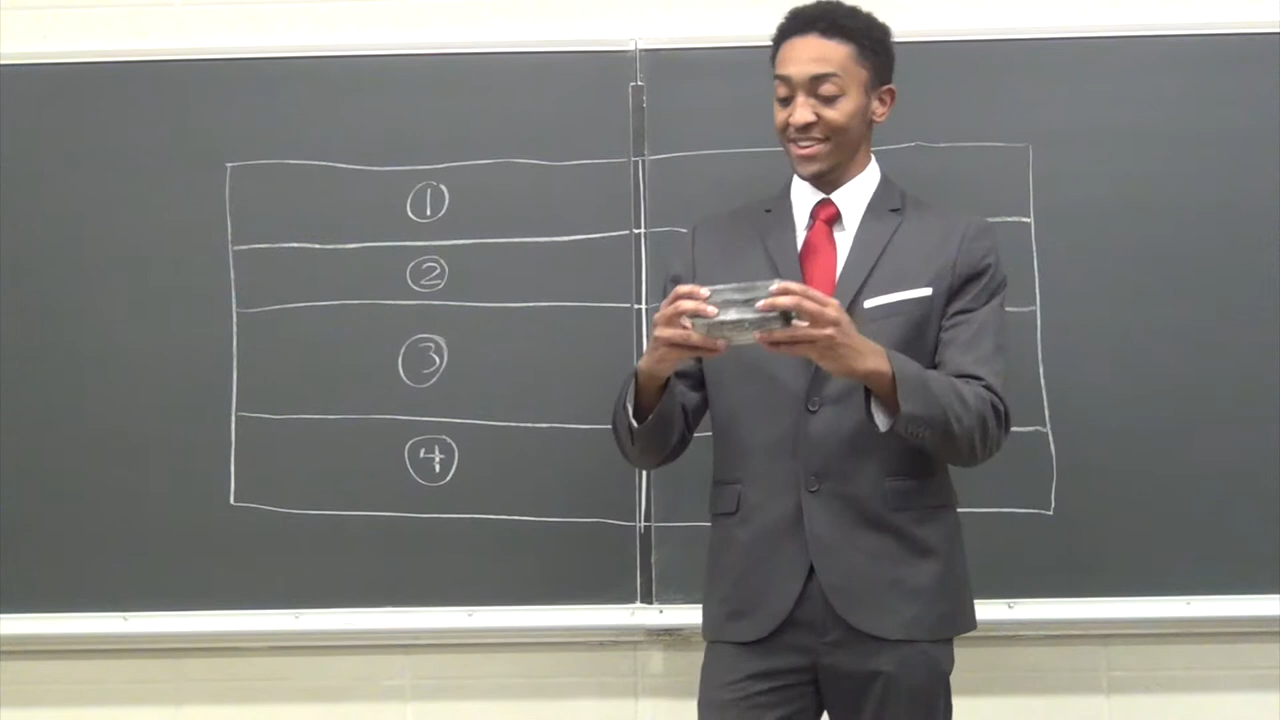 ①
②
③
④